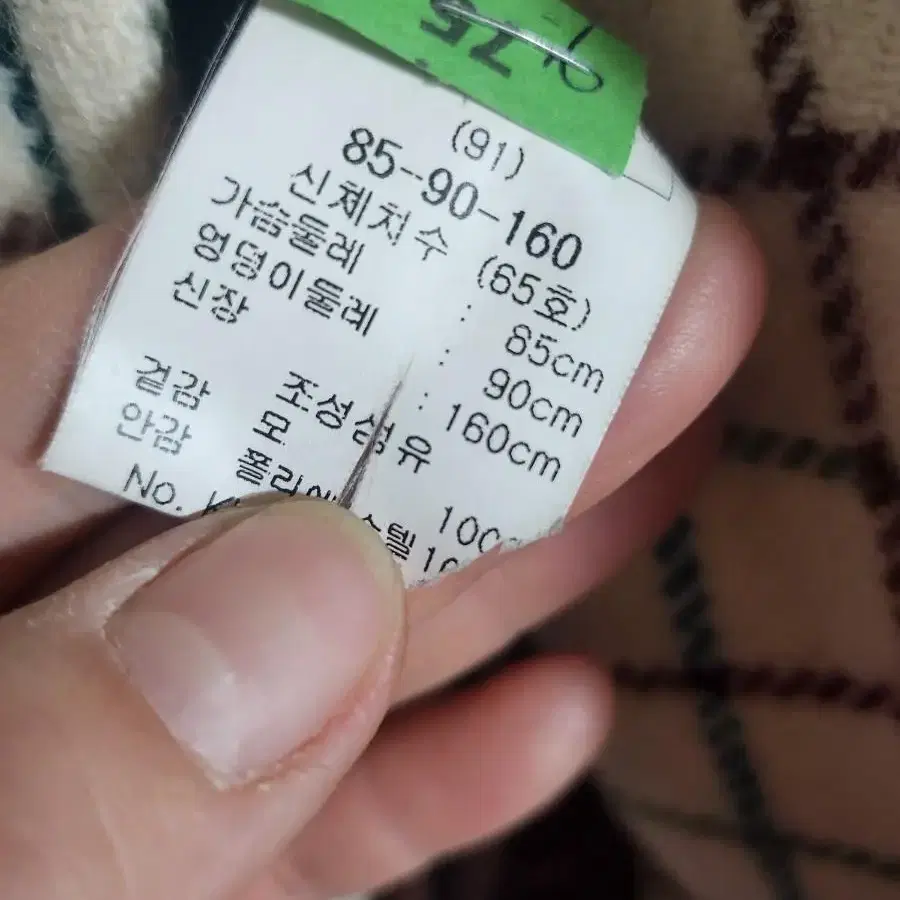 75
(91)
85-90-160
신체치수 (65호)
가슴둘레 : 85cm
엉덩이둘레 : 90cm
신장 : 160cm
조성섬유
겉감 모 100
안감
No.